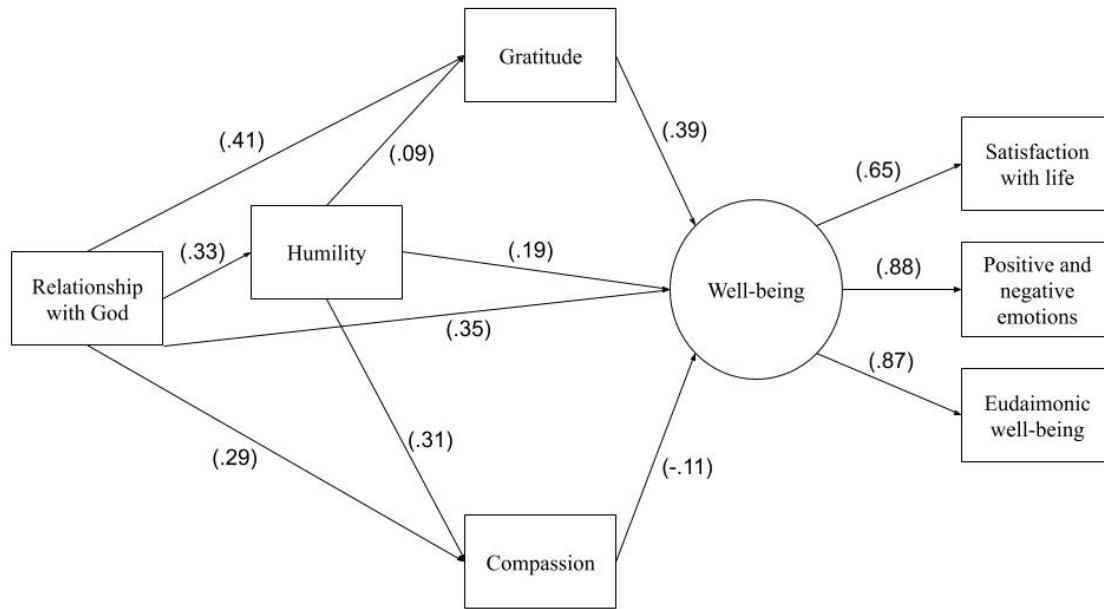 Gratitude
(.41)
(.09)
(.39)
Satisfaction
with life
(.65)
(.33)
Humility
(.19)
Relationship
with God
(.35)
Well-being
(.88)
Positive and
negative
emotions
(.87)
Eudaimonic
well-being
(.29)
(.31)
(-.11)
Compassion